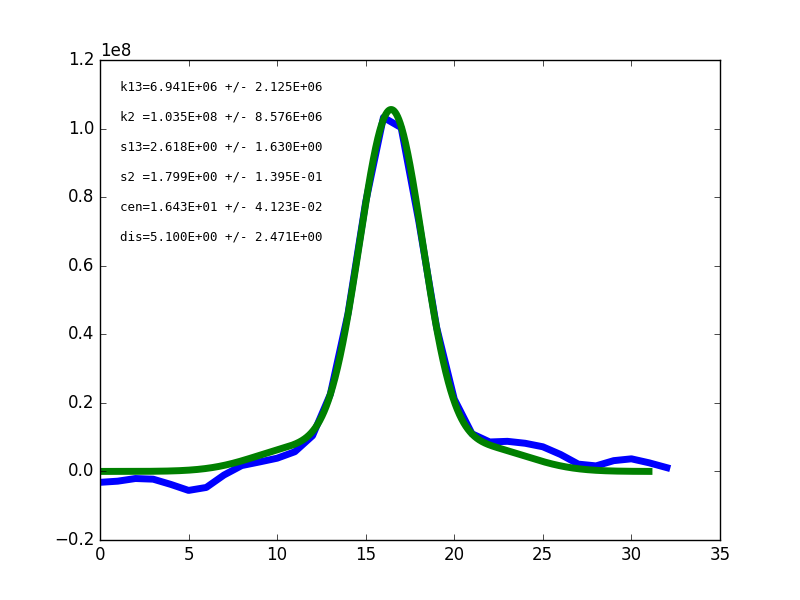 1e8
1.2
k13=6.941E+06 +/- 2.125E+06
k2 =1.035E+08 +/- 8.576E+06
1.0
s13=2.618E+00 +/- 1.630E+00
s2 =1.799E+00 +/- 1.395E-01
0.8
cen=1.643E+01 +/- 4.123E-02
dis=5.100E+00 +/- 2.471E+00
0.6
0.4
0.2
0.0
−0.2
0 5 10 15 20 25 30 35